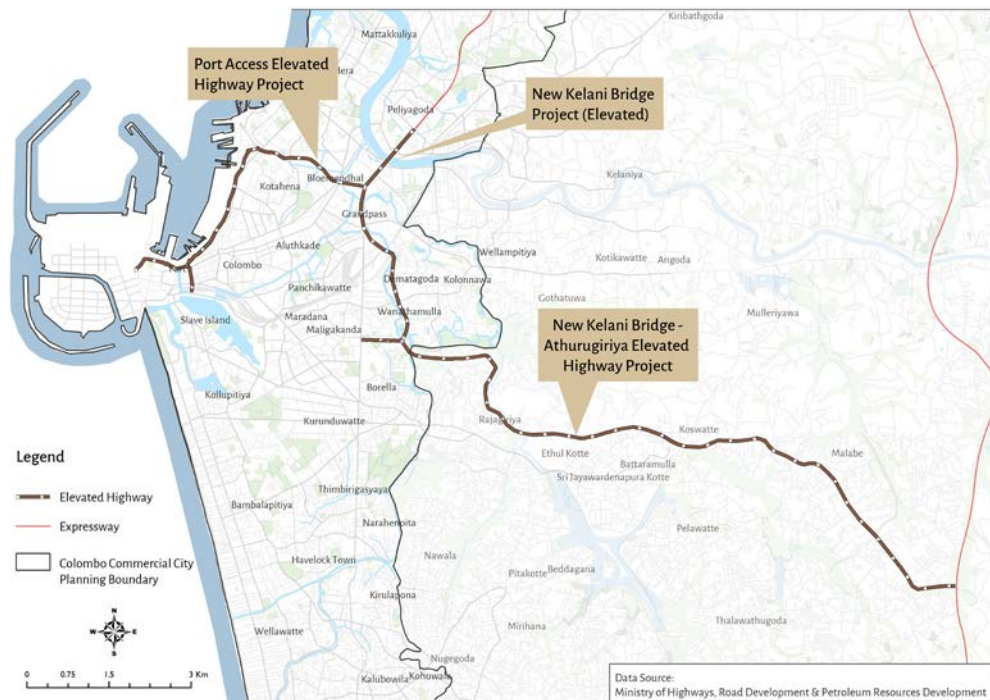 Kiribathgoda
Mattakkuliya
Port Access Elevated
Highway Project
Peliyagoda
New Kelani Bridge
Project (Elevated)
Kotahena
Kelaniya
Grandpass
Aluthkade
Wellampitiya
Colombo
Kotikawatte
Angoda
Panchikawatte
Dematagoda
Kolonnawa
Gothatuwa
Mulleriyawa
Slave Island
Maradana
Wanathamulla
Maligakanda
New Kelani Bridge -
Athurugiriya Elevated
Highway Project
Kollupitiya
Borella
Kurunduwatte
Rajagiriya
Koswatte
Ethul Kotte
Malabe
Battaramulla
Sri Jayawardenapura Kotte
Legend
Elevated Highway
Expressway
Colombo Commercial City
Planning Boundary
Thimbirigasyaya
Bambalapitiya
Narahenpita
Pelawatte
Havelock Town
Nawala
Pitakotte
Beddagana
Kirulapona
Thalawathugoda
Mirihana
Wellawatte
Nugegoda
Kalubowila
Kohuwala
N
W
E
S
0 0.75 1.5 3 Km
Data Source:
Ministry of Highways, Road Development & Petroleum Resources Development